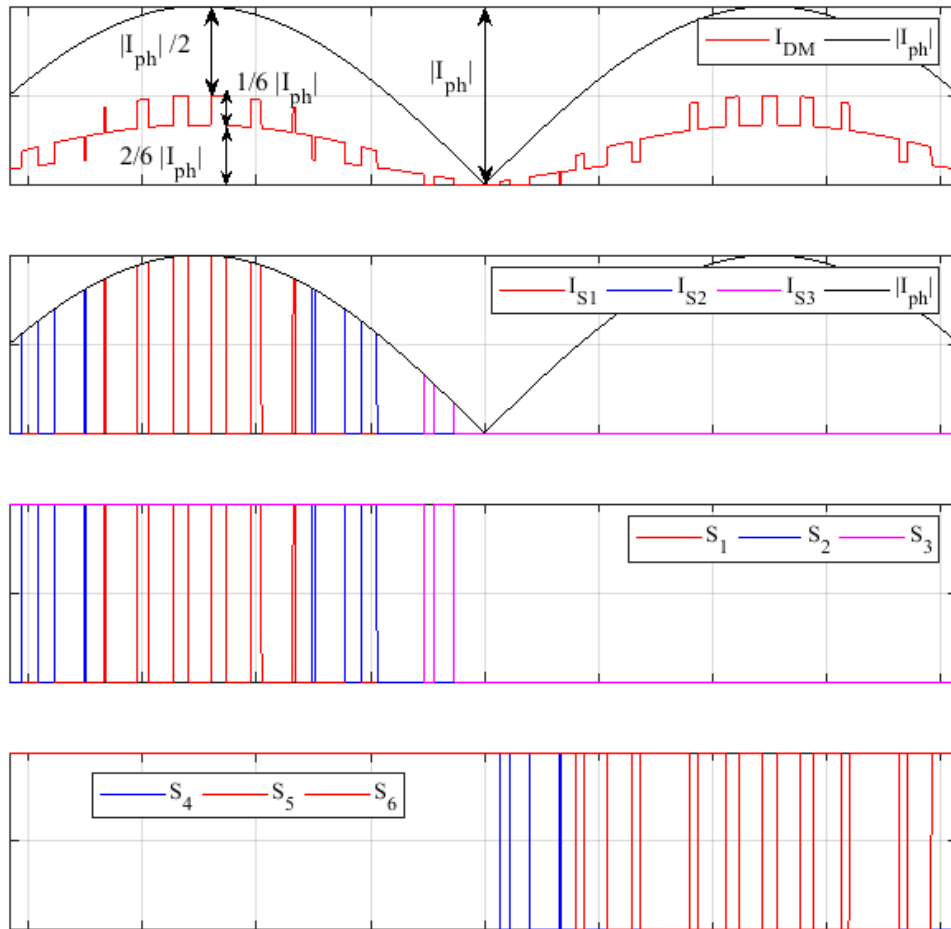 |I_ph| /2
1/6 |I_ph|
|I_ph|
2/6 |I_ph|
I_DM |I_ph|
I_S1 I_S2 I_S3 |I_ph|
S_1 S_2 S_3
S_4 S_5 S_6